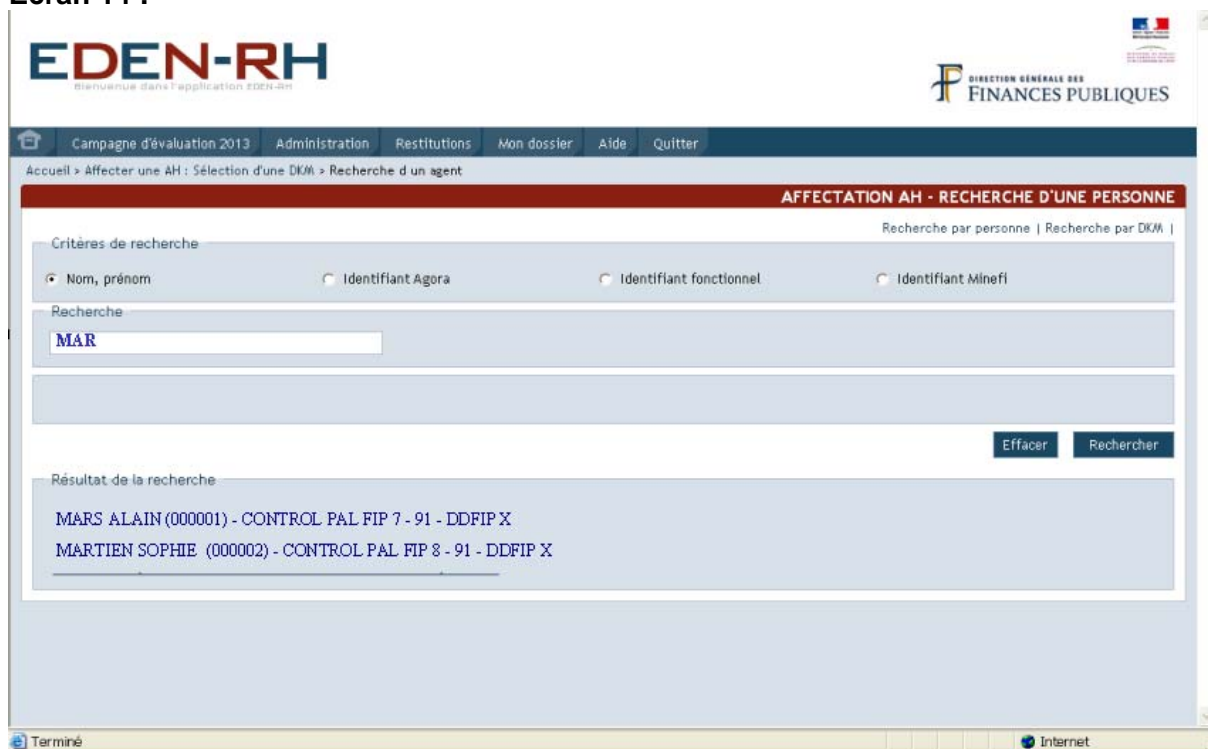 EDEN-RH
Bienvenue dans l'application EDEN-RH
DIRECTION GÉNÉRALE DES
FINANCES PUBLIQUES
Campagne d'évaluation 2013 Administration Restitutions Mon dossier Aide Quitter
Accueil > Affecter une AH : Sélection d'une DKM > Recherche d un agent
AFFECTATION AH - RECHERCHE D'UNE PERSONNE
Recherche par personne | Recherche par DKM |
Critères de recherche
Nom, prénom Identifiant Agora Identifiant fonctionnel Identifiant Minefi
Recherche
MAR
Effacer Rechercher
Résultat de la recherche
MARS ALAIN (000001) - CONTROL PAL FIP 7 - 91 - DDFIP X
MARTIEN SOPHIE (000002) - CONTROL PAL FIP 8 - 91 - DDFIP X
Terminé Internet